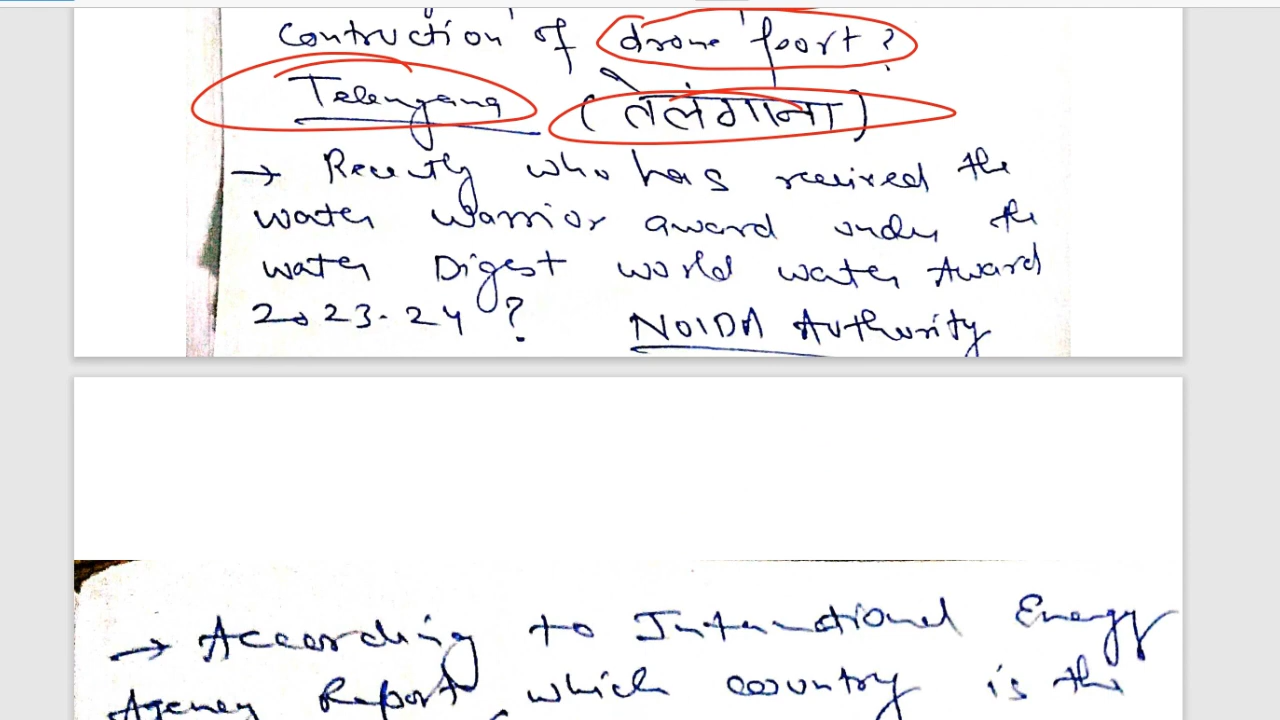 Contruction of drone port?
Telengana (तेलंगाना)
→ Recently who has received the
water warrior award under the
water Digest world water Award
2023-24? NOIDA Authority
→ According to International Energy
Agency Report, which country is the